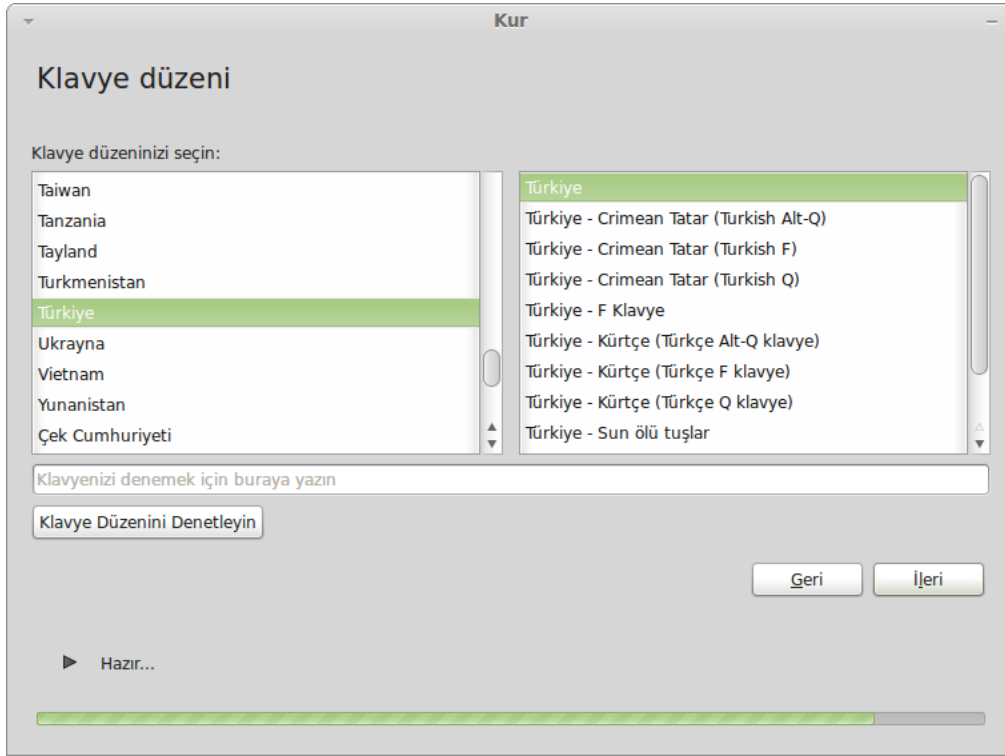 Kur
Klavye düzeni
Klavye düzeninizi seçin:
Taiwan
Tanzania
Tayland
Turkmenistan
Türkiye
Ukrayna
Vietnam
Yunanistan
Çek Cumhuriyeti
Türkiye
Türkiye - Crimean Tatar (Turkish Alt-Q)
Türkiye - Crimean Tatar (Turkish F)
Türkiye - Crimean Tatar (Turkish Q)
Türkiye - F Klavye
Türkiye - Kürtçe (Türkçe Alt-Q klavye)
Türkiye - Kürtçe (Türkçe F klavye)
Türkiye - Kürtçe (Türkçe Q klavye)
Türkiye - Sun ölü tuşlar
Klavyenizi denemek için buraya yazın
Klavye Düzenini Denetleyin
Geri
İleri
Hazır...